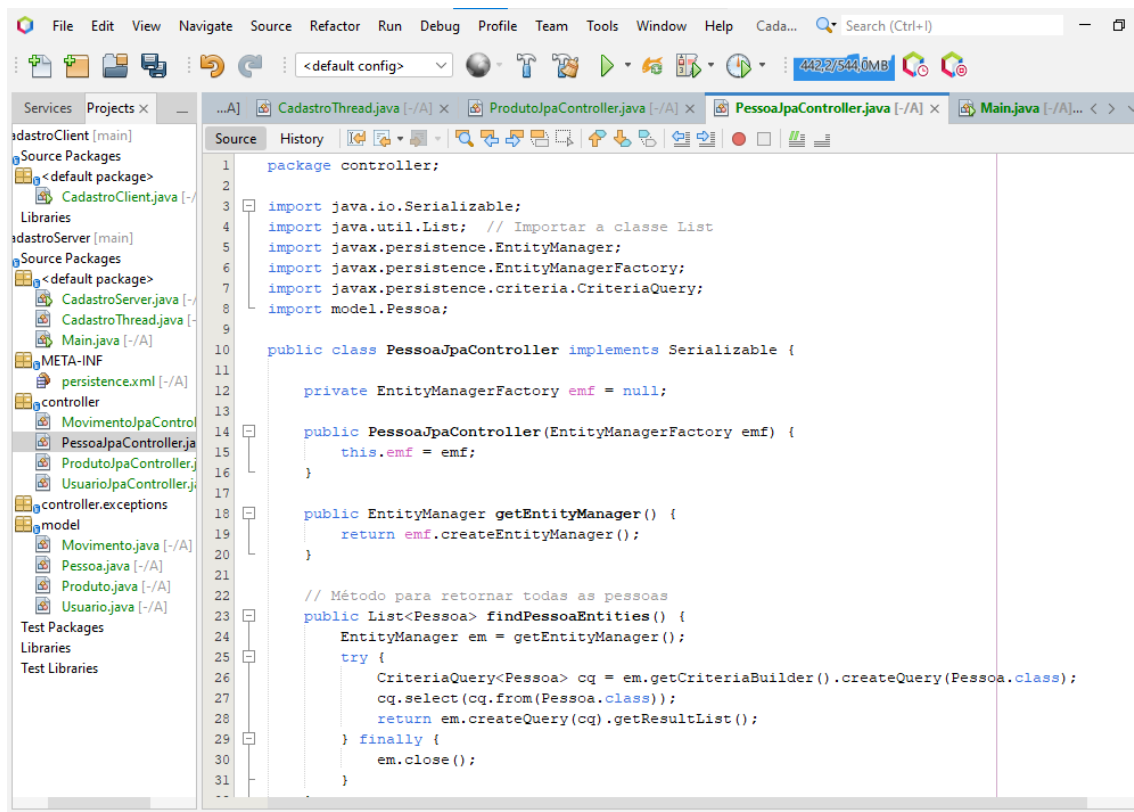 File Edit View Navigate Source Refactor Run Debug Profile Team Tools Window Help Cada... Search (Ctrl+I)
<default config> 442,2/544,0MB
Services Projects
...A] CadastroThread.java [-/A] ProdutoJpaController.java [-/A] PessoaJpaController.java [-/A] Main.java [-/A]...
adastroClient [main]
Source Packages
<default package>
CadastroClient.java [-/
Libraries
adastroServer [main]
Source Packages
<default package>
CadastroServer.java [-/
CadastroThread.java [-
Main.java [-/A]
META-INF
persistence.xml [-/A]
controller
MovimentoJpaControl
PessoaJpaController.ja
ProdutoJpaController.j
UsuarioJpaController.ja
controller.exceptions
model
Movimento.java [-/A]
Pessoa.java [-/A]
Produto.java [-/A]
Usuario.java [-/A]
Test Packages
Libraries
Test Libraries
Source History
1 package controller;
2
3 import java.io.Serializable;
4 import java.util.List; // Importar a classe List
5 import javax.persistence.EntityManager;
6 import javax.persistence.EntityManagerFactory;
7 import javax.persistence.criteria.CriteriaQuery;
8 import model.Pessoa;
9
10 public class PessoaJpaController implements Serializable {
11
12 private EntityManagerFactory emf = null;
13
14 public PessoaJpaController(EntityManagerFactory emf) {
15 this.emf = emf;
16 }
17
18 public EntityManager getEntityManager() {
19 return emf.createEntityManager();
20 }
21
22 // Método para retornar todas as pessoas
23 public List<Pessoa> findPessoaEntities() {
24 EntityManager em = getEntityManager();
25 try {
26 CriteriaQuery<Pessoa> cq = em.getCriteriaBuilder().createQuery(Pessoa.class);
27 cq.select(cq.from(Pessoa.class));
28 return em.createQuery(cq).getResultList();
29 } finally {
30 em.close();
31 }